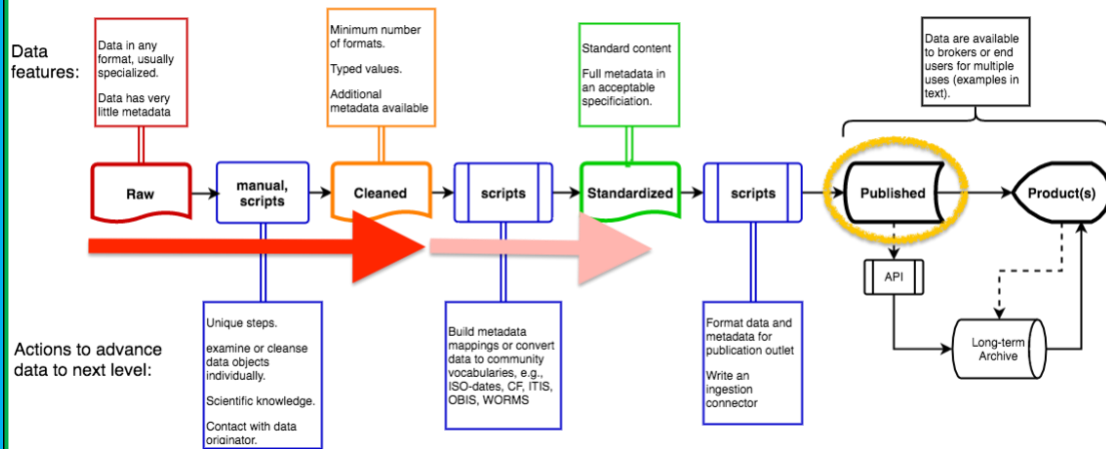 Data
features:
Data in any
format, usually
specialized.
Data has very
little metadata
Minimum number
of formats.
Typed values.
Additional
metadata available
Standard content
Full metadata in
an acceptable
specificiation.
Data are available
to brokers or end
users for multiple
uses (examples in
text).
Raw
manual,
scripts
Cleaned
scripts
Standardized
scripts
Published
Product(s)
API
Long-term
Archive
Actions to advance
data to next level:
Unique steps.
examine or cleanse
data objects
individually.
Scientific knowledge.
Contact with data
originator.
Build metadata
mappings or convert
data to community
vocabularies, e.g.,
ISO-dates, CF, ITIS,
OBIS, WORMS
Format data and
metadata for
publication outlet
Write an
ingestion
connector